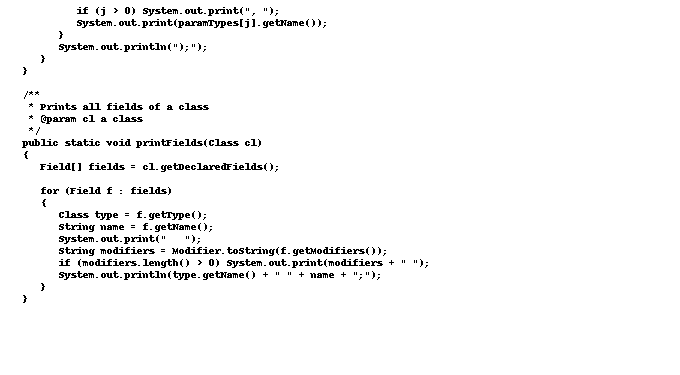 if (j > 0) System.out.print(", ");
System.out.print(paramTypes[j].getName());
}
System.out.println(");");
}
}
/**
* Prints all fields of a class
* @param cl a class
*/
public static void printFields(Class cl)
{
Field[] fields = cl.getDeclaredFields();
for (Field f : fields)
{
Class type = f.getType();
String name = f.getName();
System.out.print("   ");
String modifiers = Modifier.toString(f.getModifiers());
if (modifiers.length() > 0) System.out.print(modifiers + " ");
System.out.println(type.getName() + " " + name + ";");
}
}